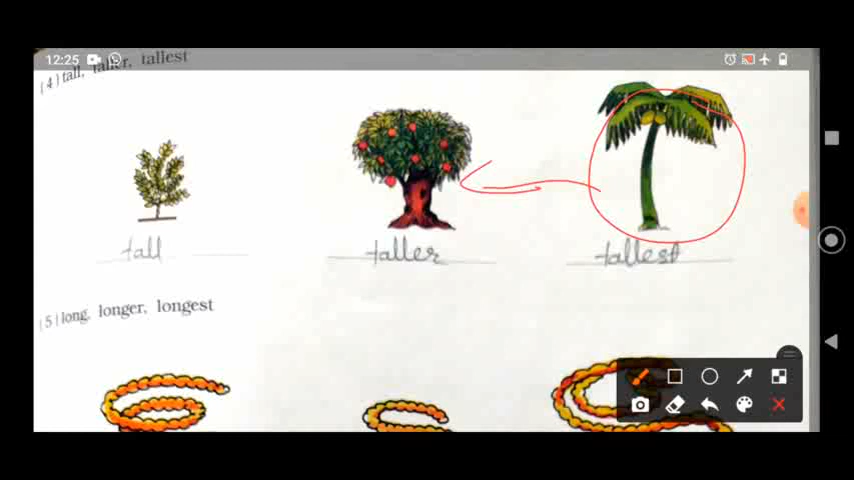 12:25
(4) tall, taller, tallest
tall taller tallest
(5) long, longer, longest